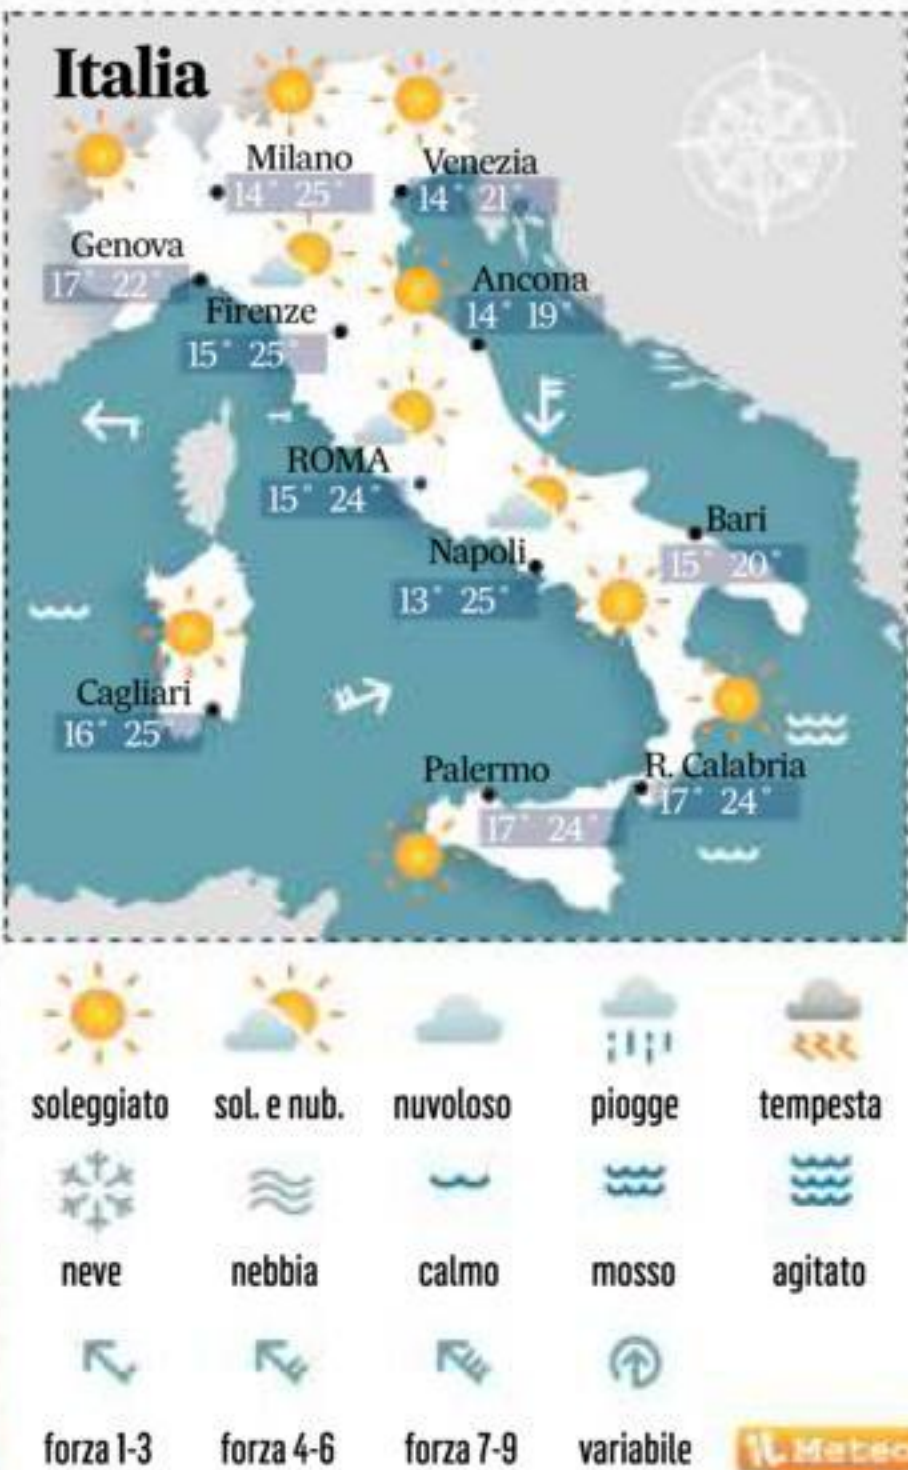 Italia
Milano
14° 25°
Venezia
14° 21°
Genova
17° 22°
Ancona
14° 19°
Firenze
15° 25°
ROMA
15° 24°
Bari
15° 20°
Napoli
13° 25°
Cagliari
16° 25°
Palermo
17° 24°
R. Calabria
17° 24°
soleggiato
sol. e nub.
nuvoloso
piogge
tempesta
neve
nebbia
calmo
mosso
agitato
forza 1-3
forza 4-6
forza 7-9
variabile
iL Meteo